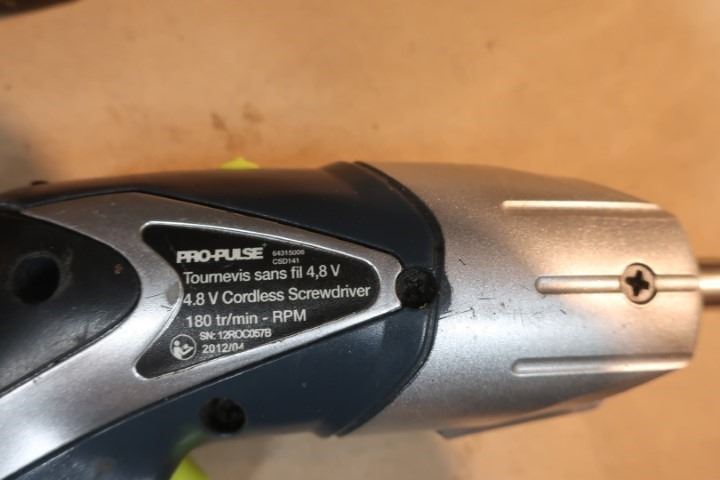 PRO-PULSE 64315006
CSD141
Tournevis sans fil 4,8 V
4.8 V Cordless Screwdriver
180 tr/min - RPM
SN: 12ROC057B
2012/04